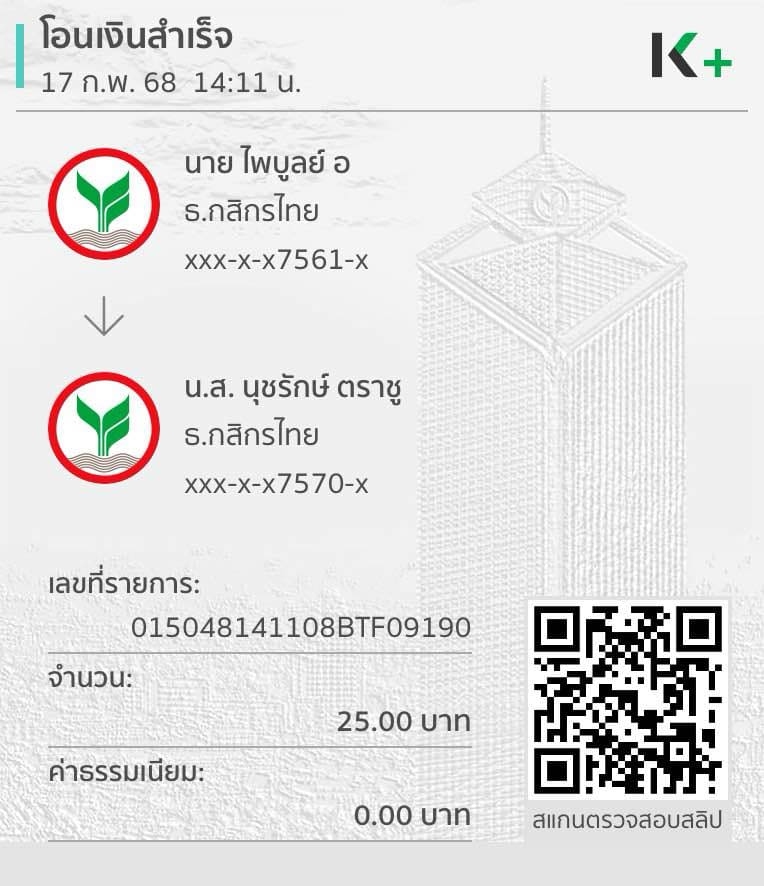 โอนเงินสำเร็จ
17 ก.พ. 68 14:11 น.
K+
นาย ไพบูลย์ อ
ธ.กสิกรไทย
xxx-x-x7561-x
น.ส. นุชรักษ์ ตราชู
ธ.กสิกรไทย
xxx-x-x7570-x
เลขที่รายการ:
015048141108BTF09190
จำนวน:
25.00 บาท
ค่าธรรมเนียม:
0.00 บาท
สแกนตรวจสอบสลิป